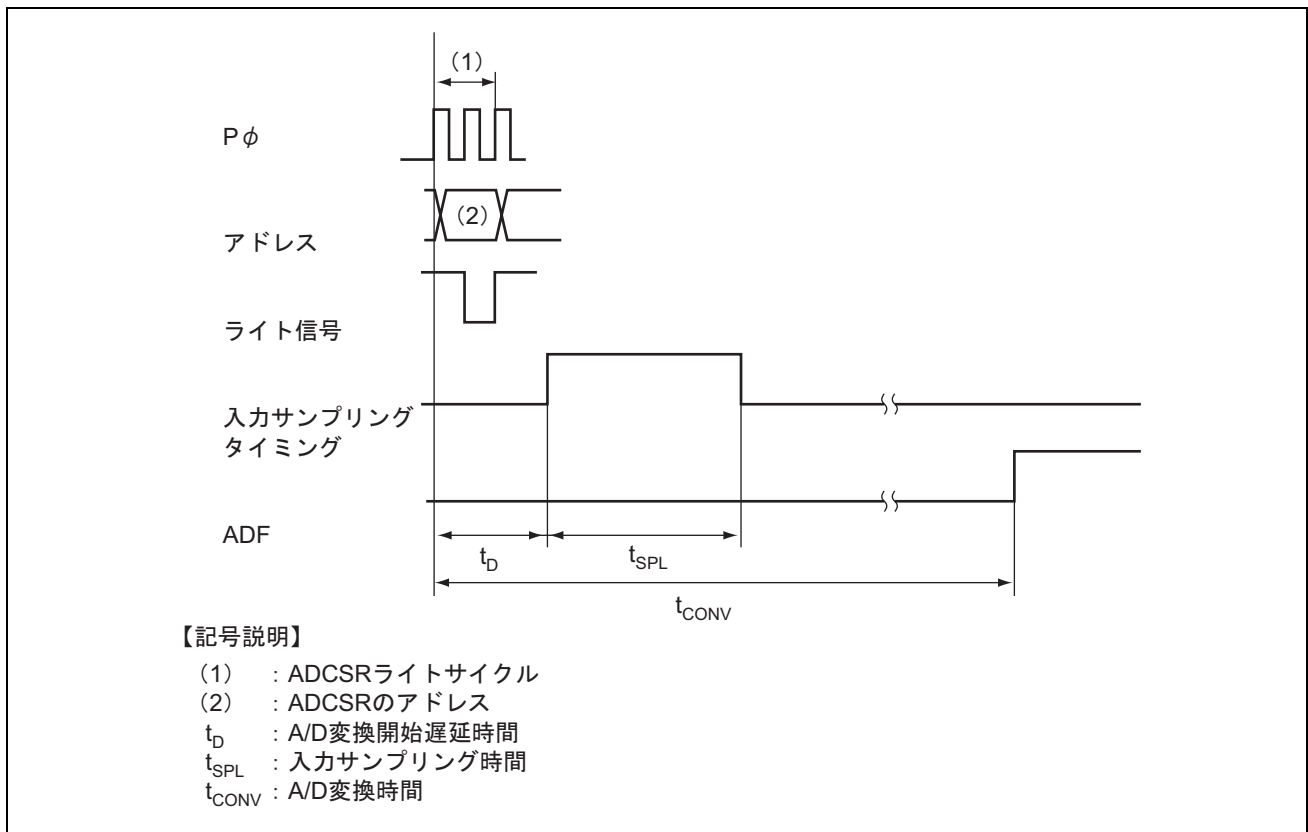 （1）
Pφ
（2）
アドレス
ライト信号
入力サンプリング
タイミング
ADF
tD
tSPL
tCONV
【記号説明】
（1） : ADCSRライトサイクル
（2） : ADCSRのアドレス
tD : A/D変換開始遅延時間
tSPL : 入力サンプリング時間
tCONV : A/D変換時間